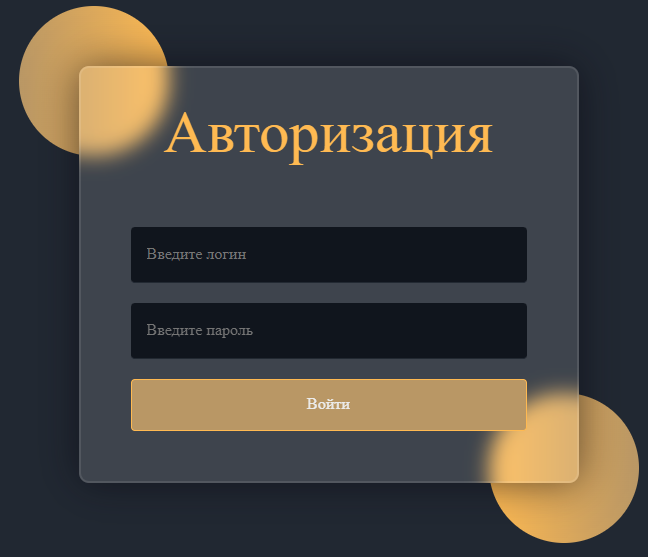 Авторизация
Введите логин
Введите пароль
Войти